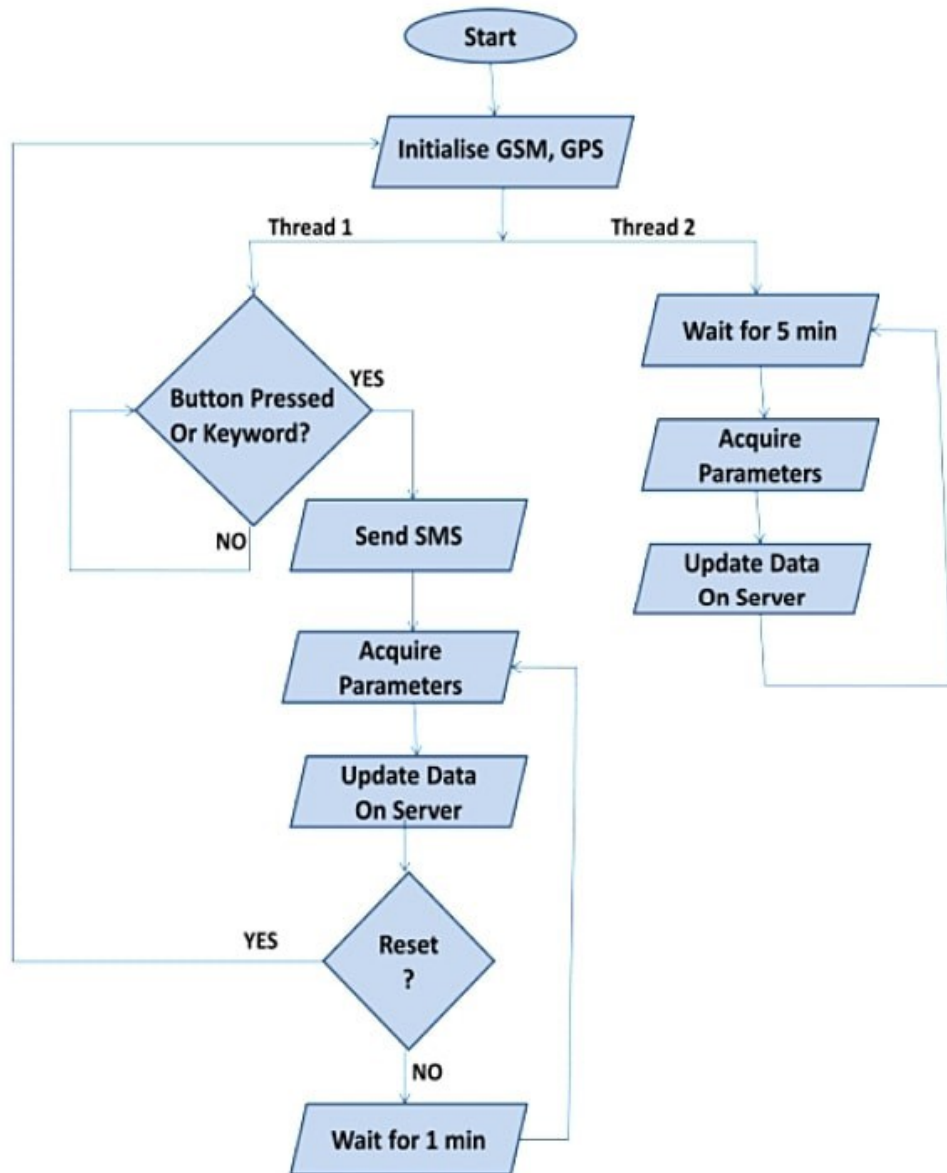 Start
Initialise GSM, GPS
Thread 1
Thread 2
Button Pressed
Or Keyword?
YES
NO
Send SMS
Acquire
Parameters
Update Data
On Server
Reset
?
YES
NO
Wait for 1 min
Wait for 5 min
Acquire
Parameters
Update Data
On Server